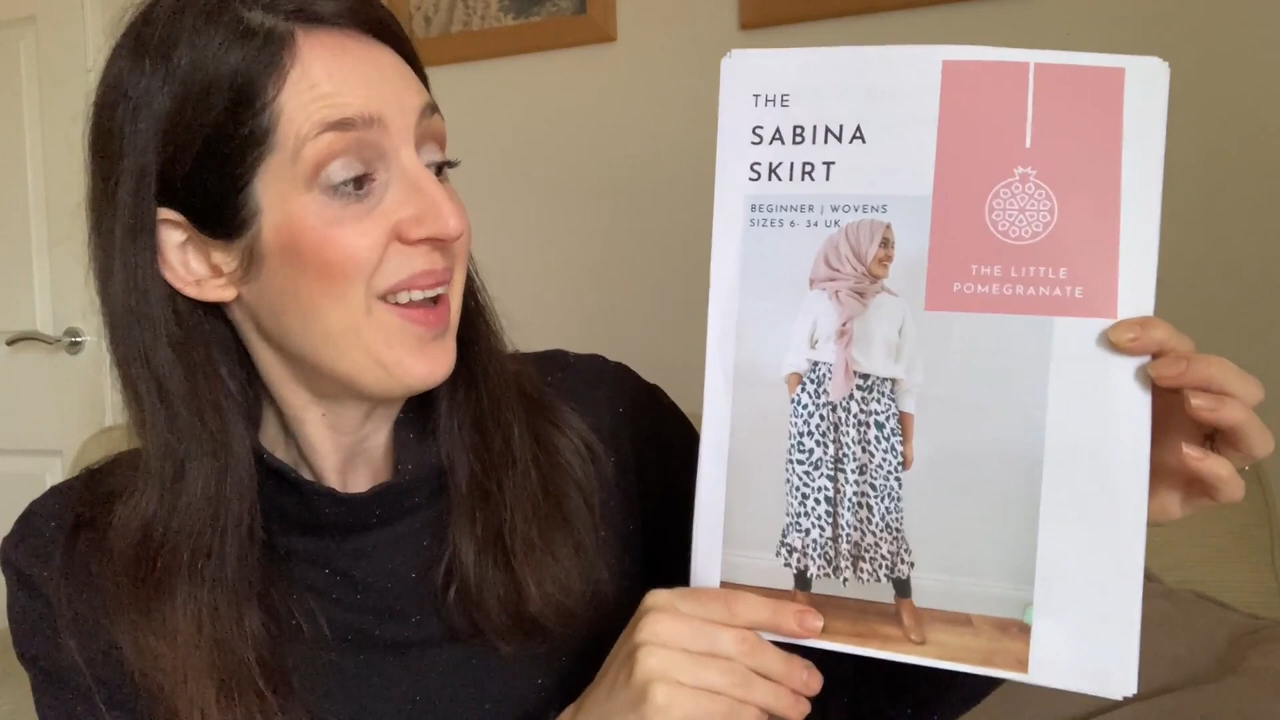 THE
SABINA
SKIRT
BEGINNER | WOVENS
SIZES 6- 34 UK
THE LITTLE
POMEGRANATE